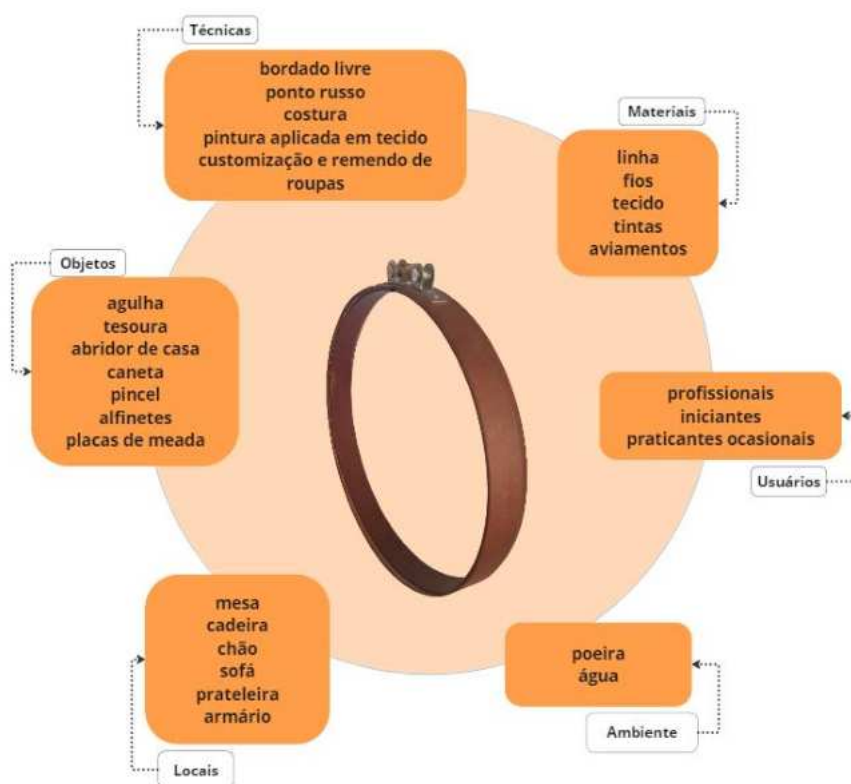 Técnicas
bordado livre
ponto russo
costura
pintura aplicada em tecido
customização e remendo de
roupas
Materiais
linha
fios
tecido
tintas
aviamentos
Objetos
agulha
tesoura
abridor de casa
caneta
pincel
alfinetes
placas de meada
profissionais
iniciantes
praticantes ocasionais
Usuários
mesa
cadeira
chão
sofá
prateleira
armário
Locais
poeira
água
Ambiente